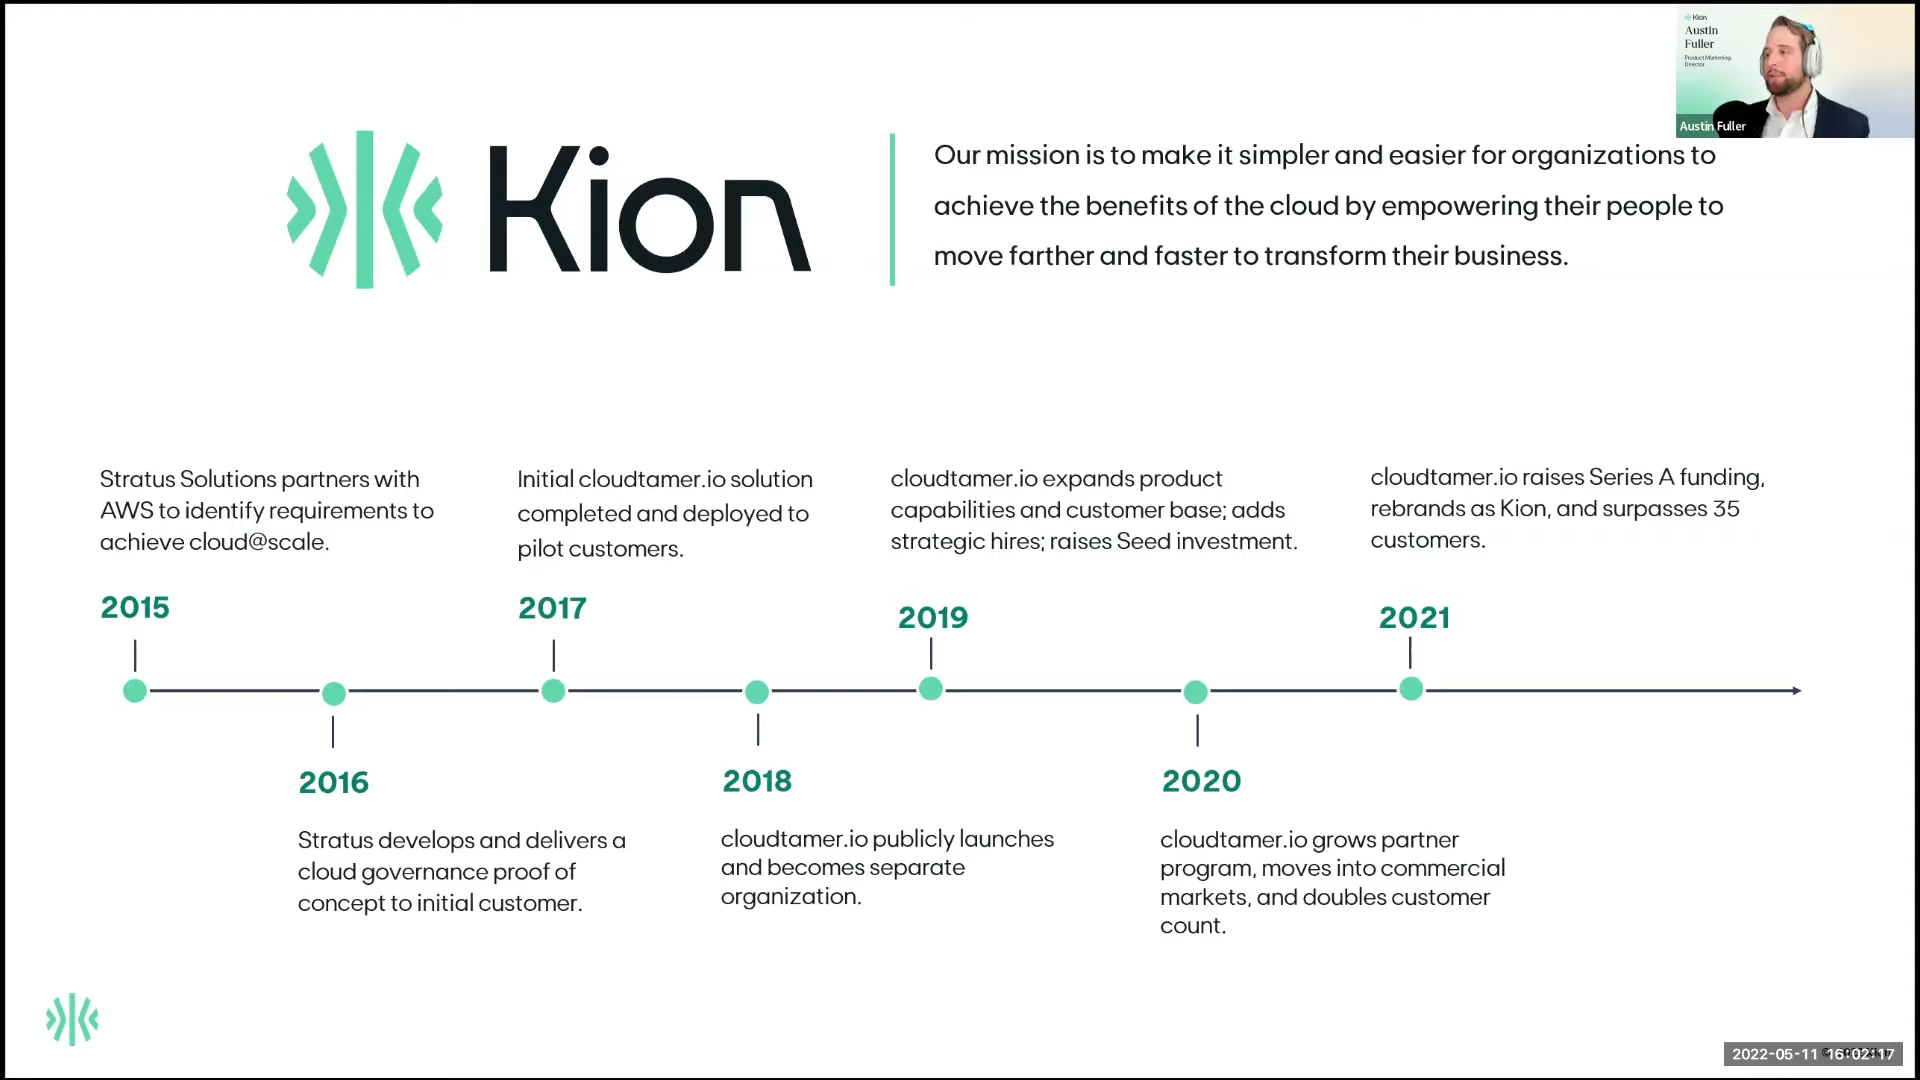 Kion
Austin
Fuller
Product Marketing
Director
Austin Fuller
Kion
Our mission is to make it simpler and easier for organizations to
achieve the benefits of the cloud by empowering their people to
move farther and faster to transform their business.
Stratus Solutions partners with
AWS to identify requirements to
achieve cloud@scale.
2015
Initial cloudtamer.io solution
completed and deployed to
pilot customers.
2017
cloudtamer.io expands product
capabilities and customer base; adds
strategic hires; raises Seed investment.
2019
cloudtamer.io raises Series A funding,
rebrands as Kion, and surpasses 35
customers.
2021
2016
Stratus develops and delivers a
cloud governance proof of
concept to initial customer.
2018
cloudtamer.io publicly launches
and becomes separate
organization.
2020
cloudtamer.io grows partner
program, moves into commercial
markets, and doubles customer
count.
2022-05-11 16:02:17